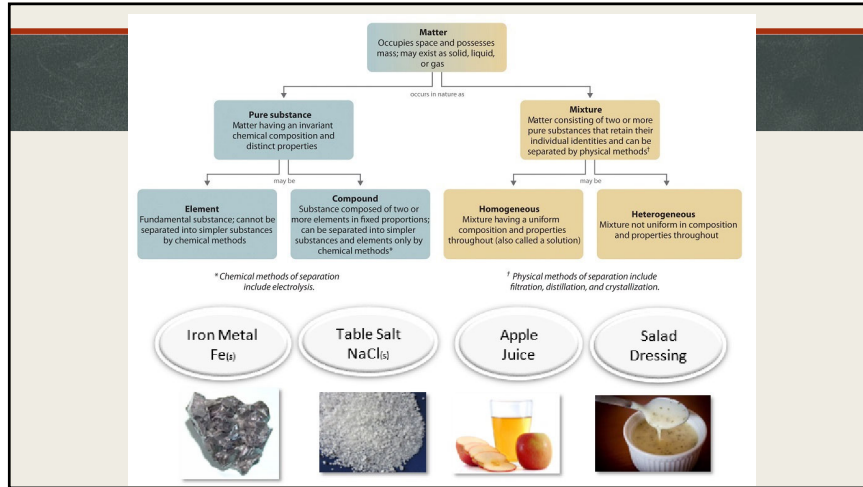 Matter
Occupies space and possesses
mass; may exist as solid, liquid,
or gas
occurs in nature as
Pure substance
Matter having an invariant
chemical composition and
distinct properties
Mixture
Matter consisting of two or more
pure substances that retain their
individual identities and can be
separated by physical methods†
may be
may be
Element
Fundamental substance; cannot be
separated into simpler substances
by chemical methods
Compound
Substance composed of two or
more elements in fixed proportions;
can be separated into simpler
substances and elements only by
chemical methods*
Homogeneous
Mixture having a uniform
composition and properties
throughout (also called a solution)
Heterogeneous
Mixture not uniform in composition
and properties throughout
* Chemical methods of separation
include electrolysis.
† Physical methods of separation include
filtration, distillation, and crystallization.
Iron Metal
Fe(s)
Table Salt
NaCl(s)
Apple
Juice
Salad
Dressing